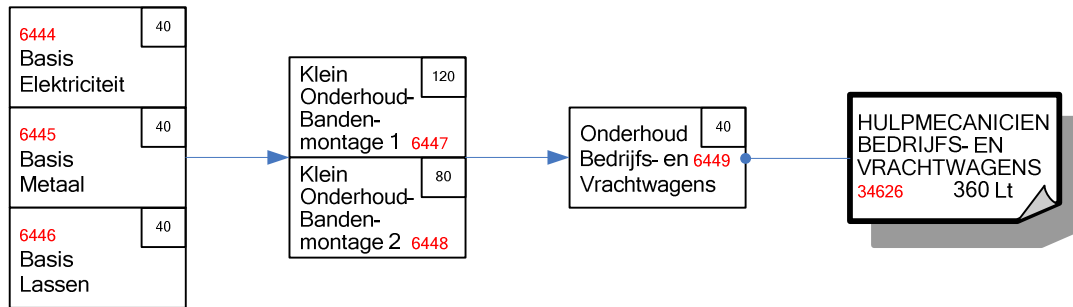 6444 40
Basis
Elektriciteit
6445 40
Basis
Metaal
6446 40
Basis
Lassen
Klein 120
Onderhoud-
Banden-
montage 1 6447
Klein 80
Onderhoud-
Banden-
montage 2 6448
Onderhoud 40
Bedrijfs- en 6449
Vrachtwagens
HULPMECANICIEN
BEDRIJFS- EN
VRACHTWAGENS
34626 360 Lt